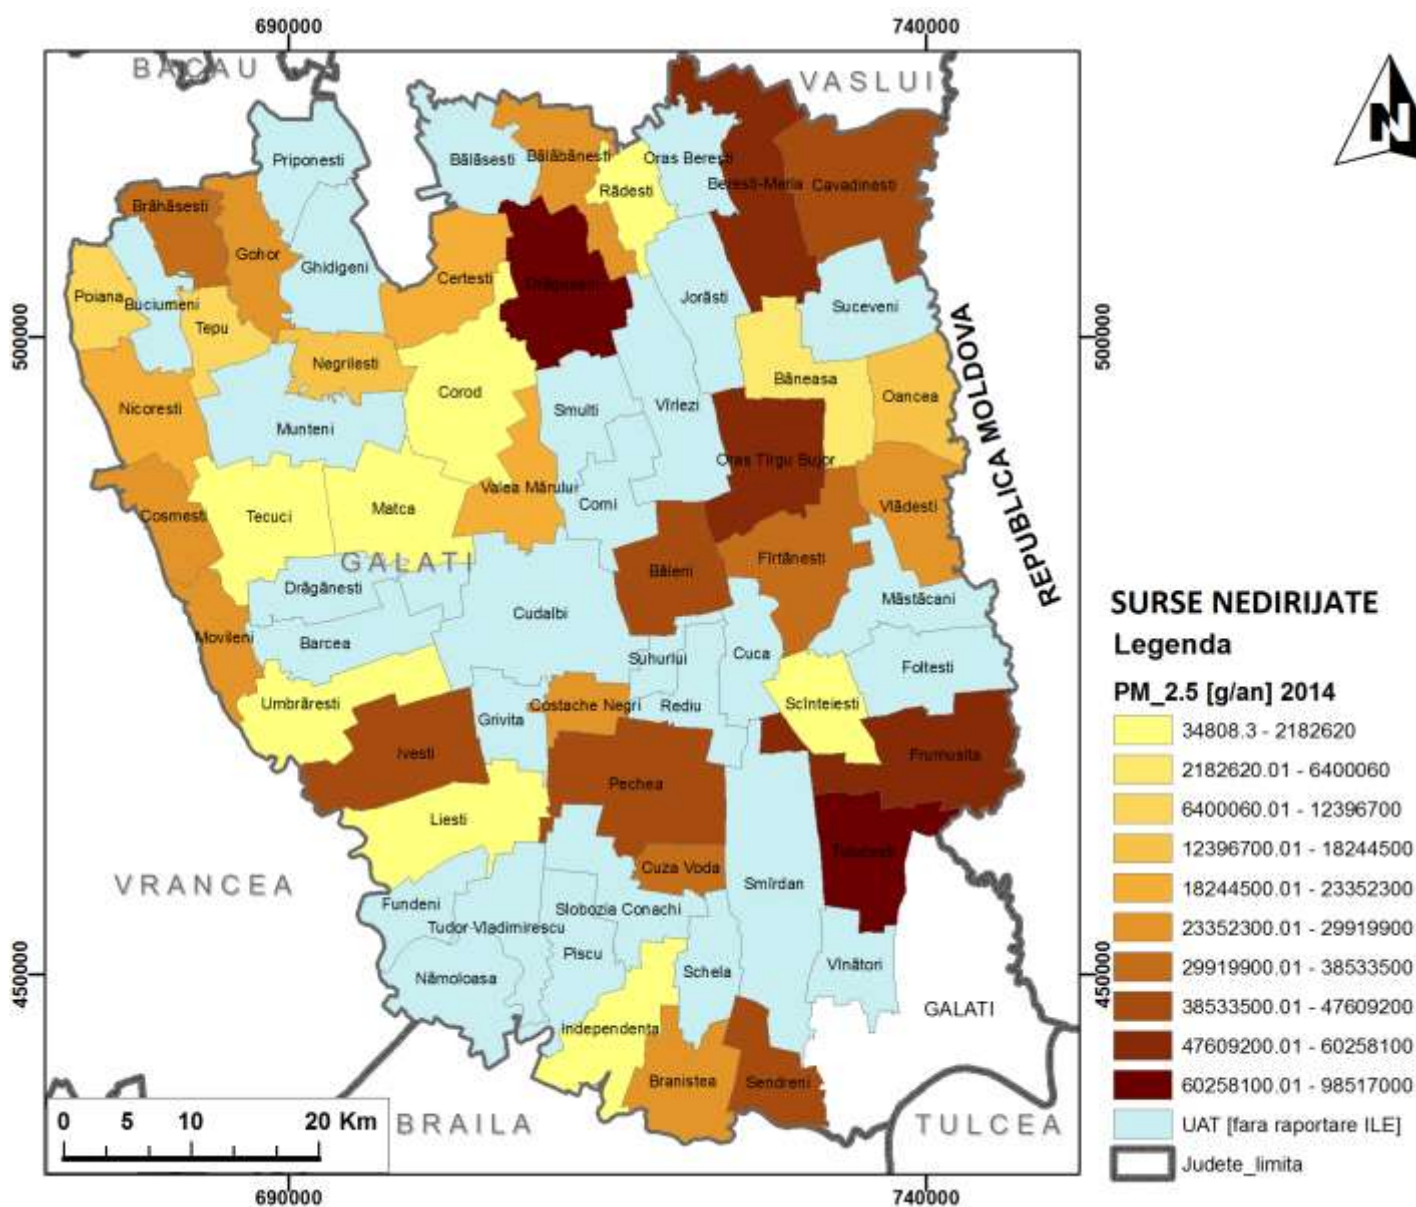 690000
740000
BACAU
VASLUI
N
Priponesti
Bălăsesti
Bălăbănesti
Oras Berești
Rădesti
Beresti-Meria
Cavadinesti
Brăhăsesti
Gohor
Ghidigeni
Certesti
Poiana
Buciumeni
Tepu
Jorăsti
Suceveni
500000
500000
Negrilesti
Corod
Băneasa
Oancea
Nicoresti
Munteni
Smulti
Vîrlezi
REPUBLICA MOLDOVA
Oras Tîrgu Bujor
Valea Mărului
Cosmesti
Tecuci
Matca
Corni
Vlădesti
GALATI
Băleni
Fîrtănesti
Drăgănesti
Cudalbi
Măstăcani
Movileni
Barcea
Suhurlui
Cuca
Foltesti
Umbrăresti
Grivita
Costache Negri
Rediu
Scînteiesti
Ivesti
Pechea
Frumusita
Liesti
Cuza Voda
Smîrdan
VRANCEA
Fundeni
Tudor Vladimirescu
Slobozia Conachi
Piscu
Schela
Vînători
Nămoloasa
450000
450000
Independența
GALATI
Branistea
Sendreni
BRAILA
TULCEA
0 5 10 20 Km
690000
740000
SURSE NEDIRIJATE
Legenda
PM_2.5 [g/an] 2014
34808.3 - 2182620
2182620.01 - 6400060
6400060.01 - 12396700
12396700.01 - 18244500
18244500.01 - 23352300
23352300.01 - 29919900
29919900.01 - 38533500
38533500.01 - 47609200
47609200.01 - 60258100
60258100.01 - 98517000
UAT [fara raportare ILE]
Judete_limita